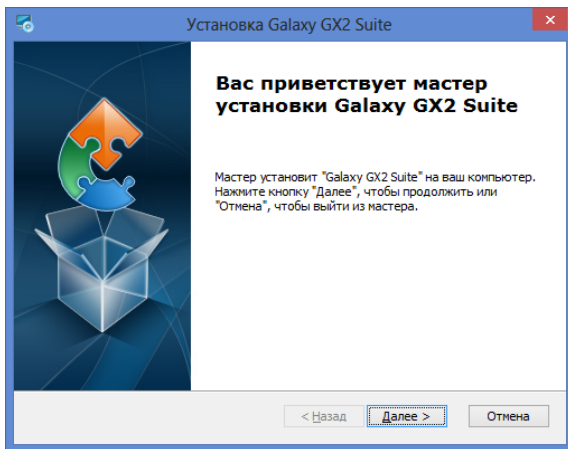 Установка Galaxy GX2 Suite
Вас приветствует мастер
установки Galaxy GX2 Suite
Мастер установит "Galaxy GX2 Suite" на ваш компьютер.
Нажмите кнопку "Далее", чтобы продолжить или
"Отмена", чтобы выйти из мастера.
< Назад Далее > Отмена